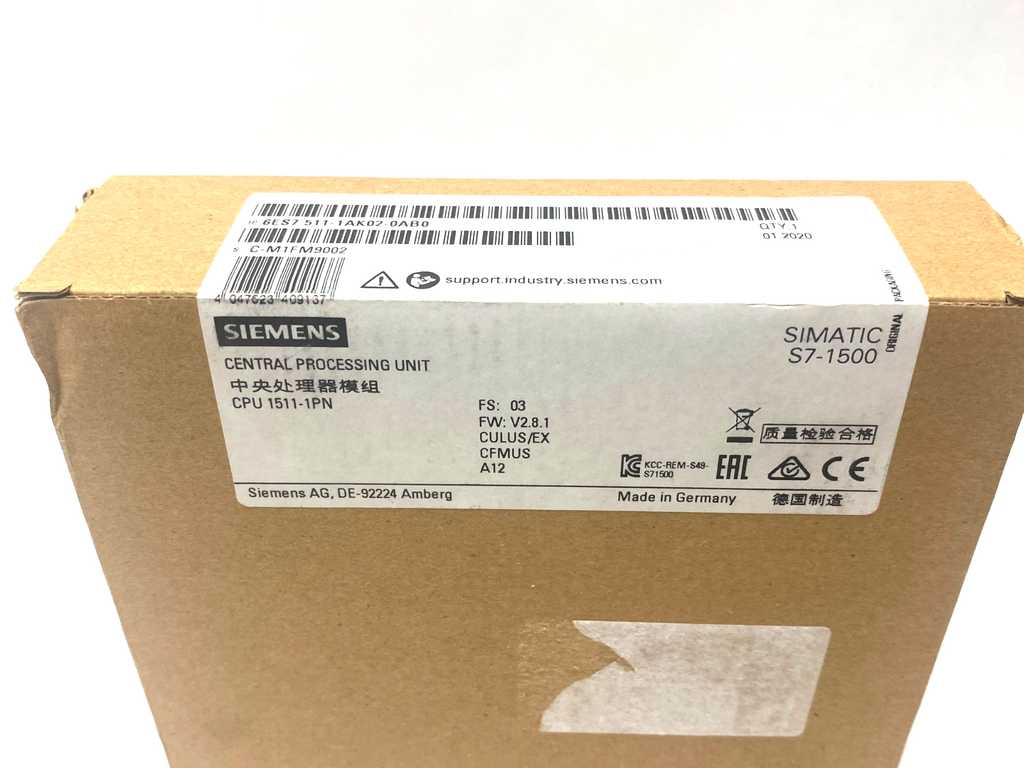 1P 6ES7 511-1AK02-0AB0
QTY 1
01.2020
S C-M1FM9002
4 047623 409137
support.industry.siemens.com
ORIGINAL PACKAGING
SIEMENS
SIMATIC
S7-1500
CENTRAL PROCESSING UNIT
中央处理器模组
CPU 1511-1PN
FS: 03
FW: V2.8.1
CULUS/EX
CFMUS
A12
质量检验合格
KCC-REM-S49-
S71500
EAC
CE
Siemens AG, DE-92224 Amberg
Made in Germany
德国制造